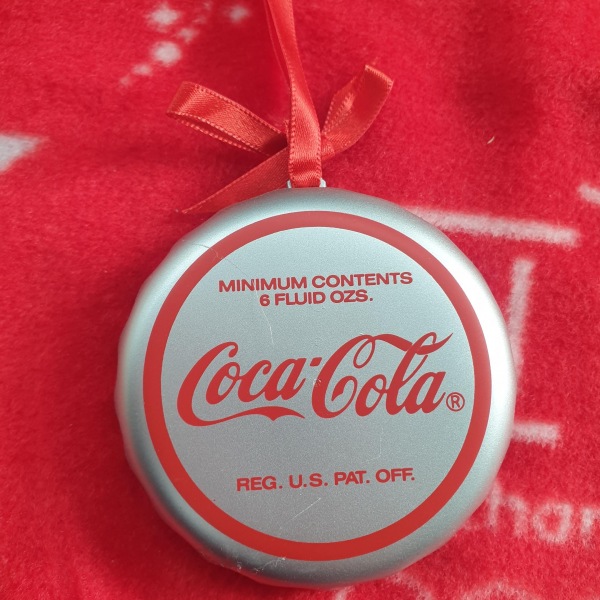 MINIMUM CONTENTS
6 FLUID OZS.
Coca-Cola®
REG. U.S. PAT. OFF.